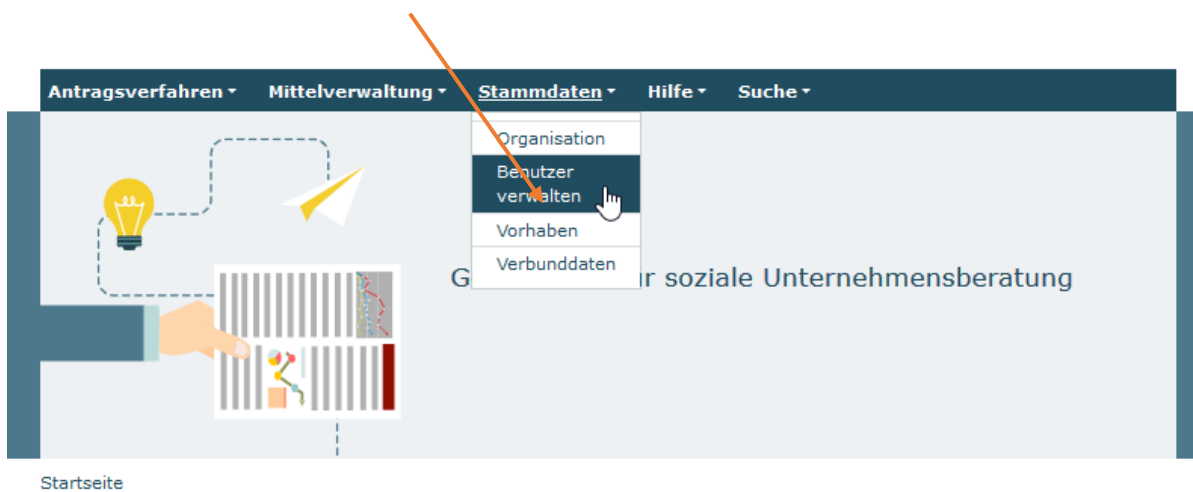 Antragsverfahren Mittelverwaltung Stammdaten Hilfe Suche
Organisation
Benutzer
verwalten
Vorhaben
Verbunddaten
soziale Unternehmensberatung
Startseite